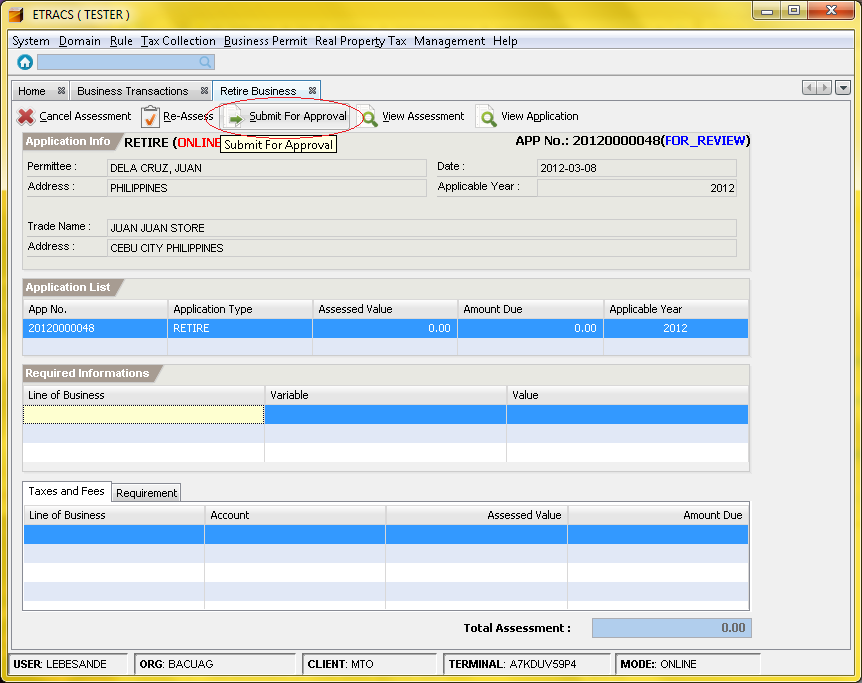 ETRACS ( TESTER )
System Domain Rule Tax Collection Business Permit Real Property Tax Management Help
Home Business Transactions Retire Business
Cancel Assessment Re-Assess Submit For Approval View Assessment View Application
Application Info RETIRE (ONLINE APP No.: 20120000048(FOR_REVIEW)
Submit For Approval
Permittee : DELA CRUZ, JUAN Date : 2012-03-08
Address : PHILIPPINES Applicable Year : 2012
Trade Name : JUAN JUAN STORE
Address : CEBU CITY PHILIPPINES
Application List
App No. Application Type Assessed Value Amount Due Applicable Year
20120000048 RETIRE 0.00 0.00 2012
Required Informations
Line of Business Variable Value
Taxes and Fees Requirement
Line of Business Account Assessed Value Amount Due
Total Assessment : 0.00
USER: LEBESANDE ORG: BACUAG CLIENT: MTO TERMINAL: A7KDUV59P4 MODE:: ONLINE